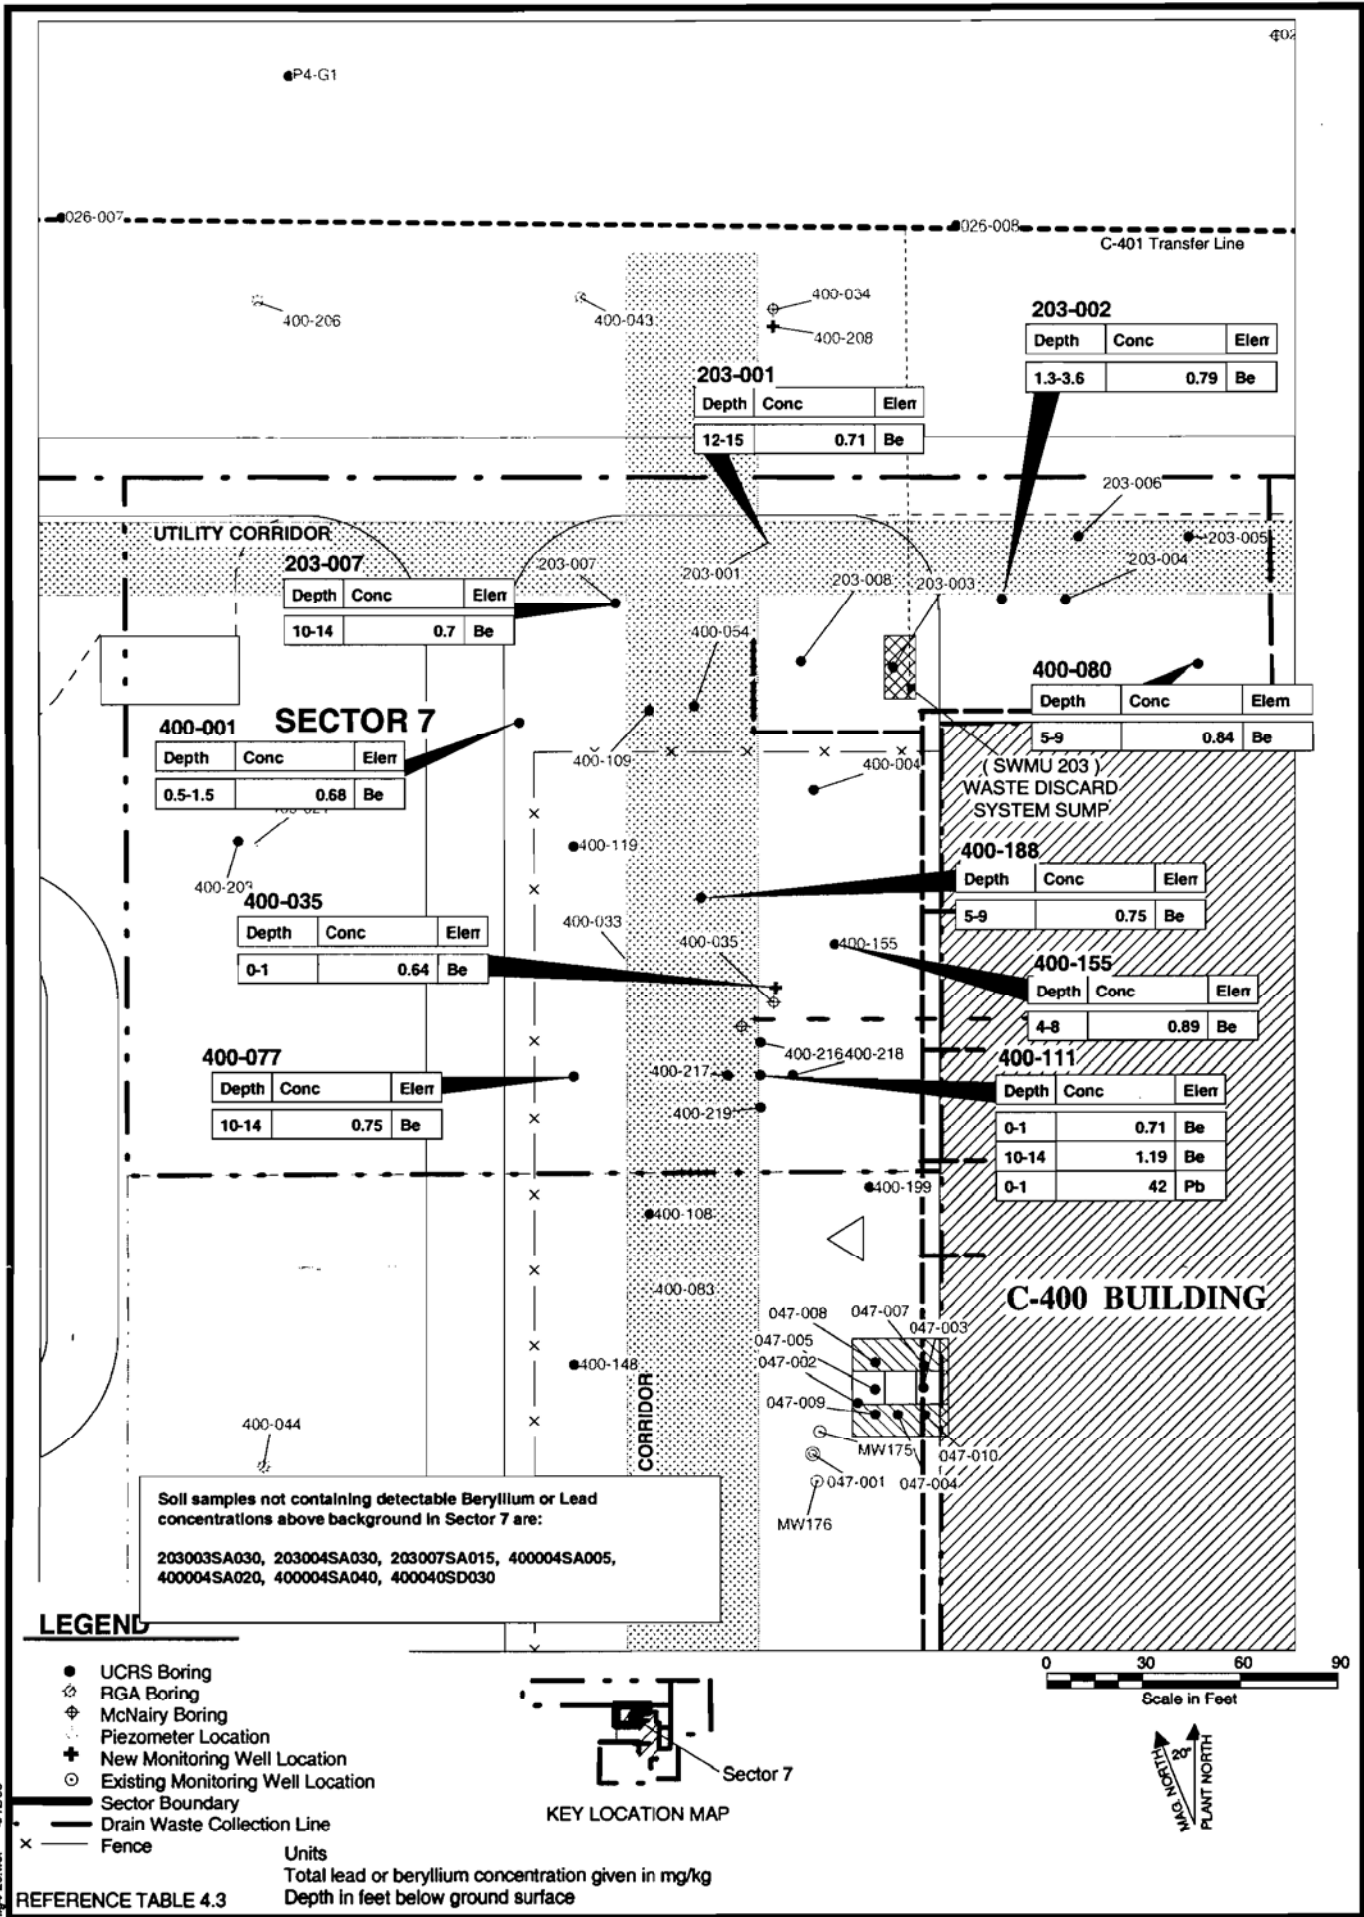 P4-G1
026-007
025-008
C-401 Transfer Line
400-206
400-043
400-034
400-208
203-002
Depth Conc Elem
1.3-3.6 0.79 Be
203-001
Depth Conc Elem
12-15 0.71 Be
203-006
203-005
203-004
UTILITY CORRIDOR
203-007
Depth Conc Elem
10-14 0.7 Be
203-007
203-001
203-008
203-003
400-054
400-080
Depth Conc Elem
5-9 0.84 Be
SECTOR 7
400-001
Depth Conc Elem
0.5-1.5 0.68 Be
400-109
400-004
( SWMU 203 )
WASTE DISCARD
SYSTEM SUMP
400-119
400-203
400-188
Depth Conc Elem
5-9 0.75 Be
400-035
Depth Conc Elem
0-1 0.64 Be
400-033
400-035
400-155
400-155
Depth Conc Elem
4-8 0.89 Be
400-077
Depth Conc Elem
10-14 0.75 Be
400-216
400-218
400-217
400-219
400-111
Depth Conc Elem
0-1 0.71 Be
10-14 1.19 Be
0-1 42 Pb
400-199
400-108
400-083
C-400 BUILDING
047-008
047-007
047-003
047-005
047-002
400-148
CORRIDOR
047-009
400-044
MW175
047-010
047-001
047-004
MW176
Soil samples not containing detectable Beryllium or Lead
concentrations above background in Sector 7 are:
203003SA030, 203004SA030, 203007SA015, 400004SA005,
400004SA020, 400004SA040, 400040SD030
LEGEND
UCRS Boring
RGA Boring
McNairy Boring
Piezometer Location
New Monitoring Well Location
Existing Monitoring Well Location
Sector Boundary
Drain Waste Collection Line
Fence
0 30 60 90
Scale in Feet
Sector 7
KEY LOCATION MAP
MAG. NORTH
20°
PLANT NORTH
Units
Total lead or beryllium concentration given in mg/kg
Depth in feet below ground surface
REFERENCE TABLE 4.3